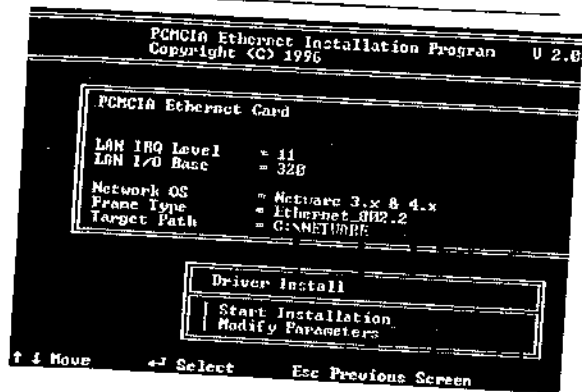 PCMCIA Ethernet Installation Program V 2.0
Copyright (C) 1996
PCMCIA Ethernet Card
LAN IRQ Level = 11
LAN I/O Base = 320
Network OS = Netware 3.x & 4.x
Frame Type = Ethernet_802.2
Target Path = C:\NETWARE
Driver Install
Start Installation
Modify Parameters
↑ ↓ Move ↵ Select Esc Previous Screen